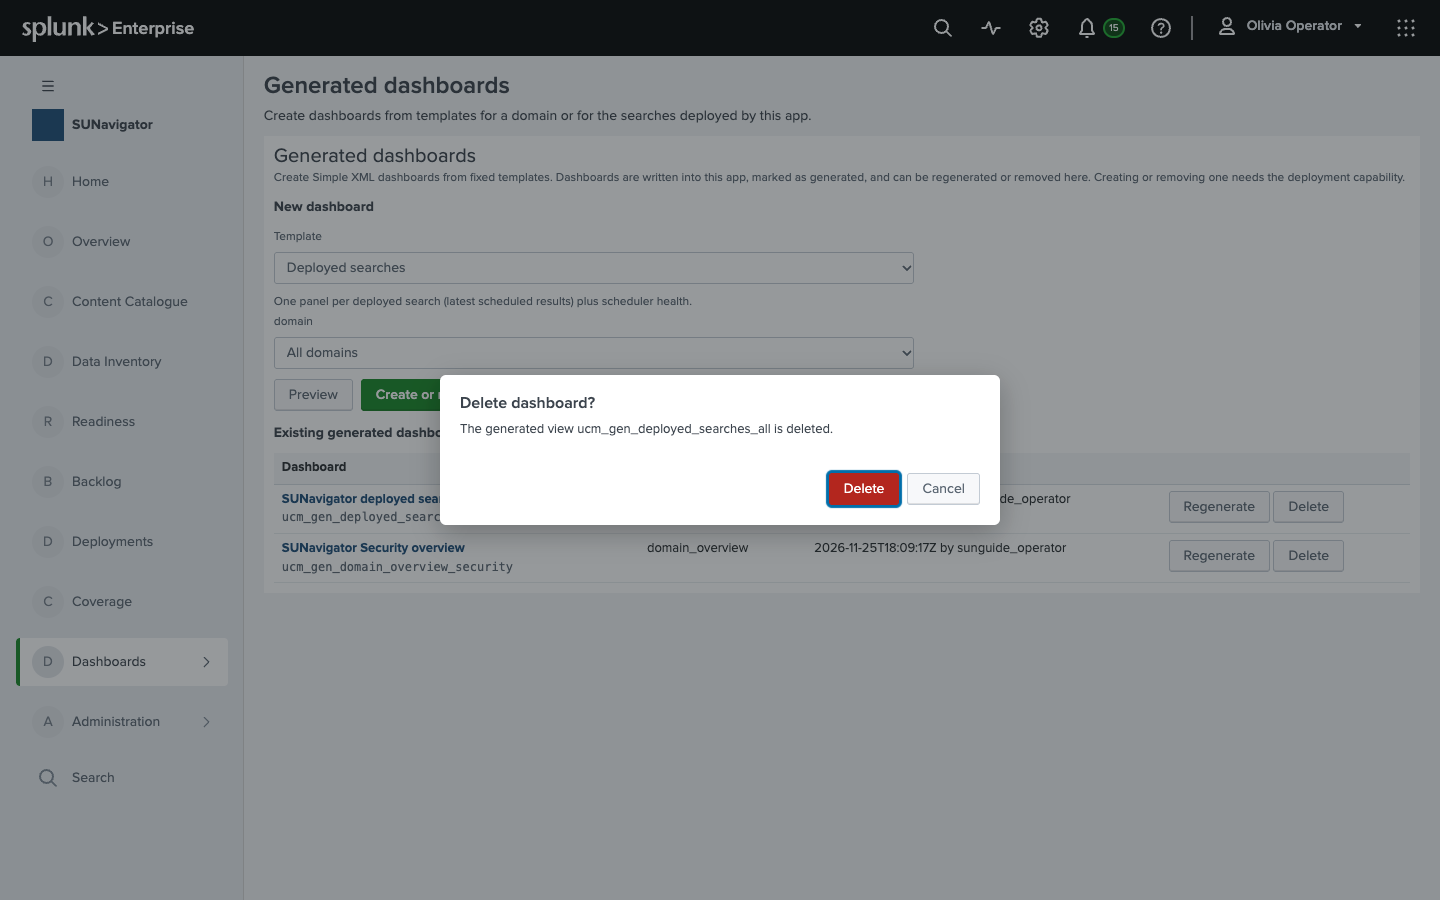 splunk>Enterprise
15
Olivia Operator
SUNavigator
H Home
O Overview
C Content Catalogue
D Data Inventory
R Readiness
B Backlog
D Deployments
C Coverage
D Dashboards
A Administration
Search
Generated dashboards
Create dashboards from templates for a domain or for the searches deployed by this app.
Generated dashboards
Create Simple XML dashboards from fixed templates. Dashboards are written into this app, marked as generated, and can be regenerated or removed here. Creating or removing one needs the deployment capability.
New dashboard
Template
Deployed searches
One panel per deployed search (latest scheduled results) plus scheduler health.
domain
All domains
Preview Create or
Existing generated
Dashboard
SUNavigator deployed
Regenerate Delete
SUNavigator Security overview domain_overview 2026-11-25T18:09:17Z by sunguide_operator Regenerate Delete
ucm_gen_domain_overview_security
Delete dashboard?
The generated view ucm_gen_deployed_searches_all is deleted.
Delete Cancel